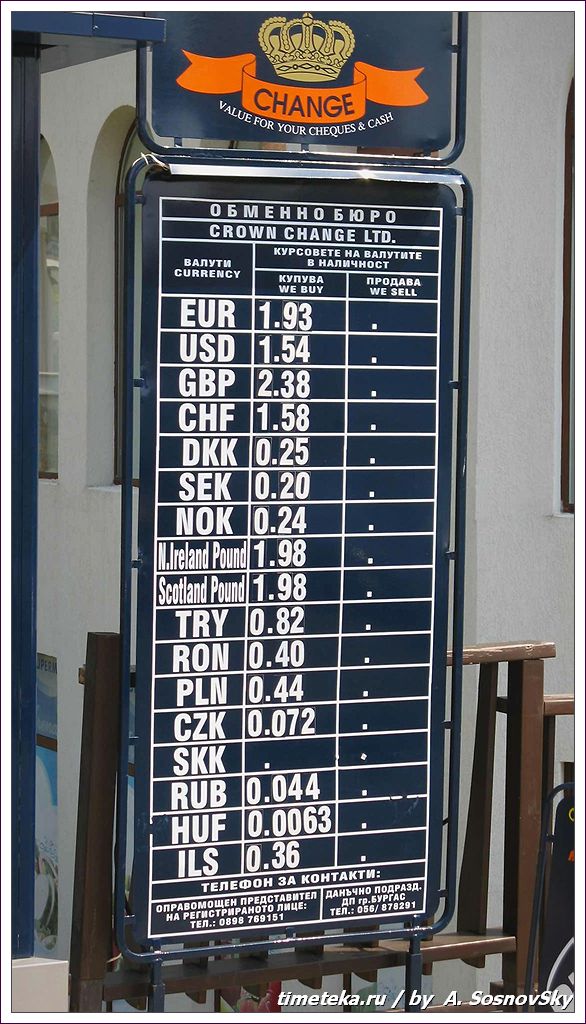 CHANGE
VALUE FOR YOUR CHEQUES & CASH
ОБМЕННО БЮРО
CROWN CHANGE LTD.
ВАЛУТИ
CURRENCY
КУРСОВЕТЕ НА ВАЛУТИТЕ
В НАЛИЧНОСТ
КУПУВА
WE BUY
ПРОДАВА
WE SELL
EUR 1.93 .
USD 1.54 .
GBP 2.38 .
CHF 1.58 .
DKK 0.25 .
SEK 0.20 .
NOK 0.24 .
N.Ireland Pound 1.98 .
Scotland Pound 1.98 .
TRY 0.82 .
RON 0.40 .
PLN 0.44 .
CZK 0.072 .
SKK . .
RUB 0.044 .
HUF 0.0063 .
ILS 0.36 .
ТЕЛЕФОН ЗА КОНТАКТИ:
ОПРАВОМОЩЕН ПРЕДСТАВИТЕЛ
НА РЕГИСТРИРАНОТО ЛИЦЕ:
ТЕЛ.: 0898 769151
ДАНЪЧНО ПОДРАЗД.
ДП гр.БУРГАС
ТЕЛ.: 056/ 878291
timeteka.ru / by A. SosnovSky